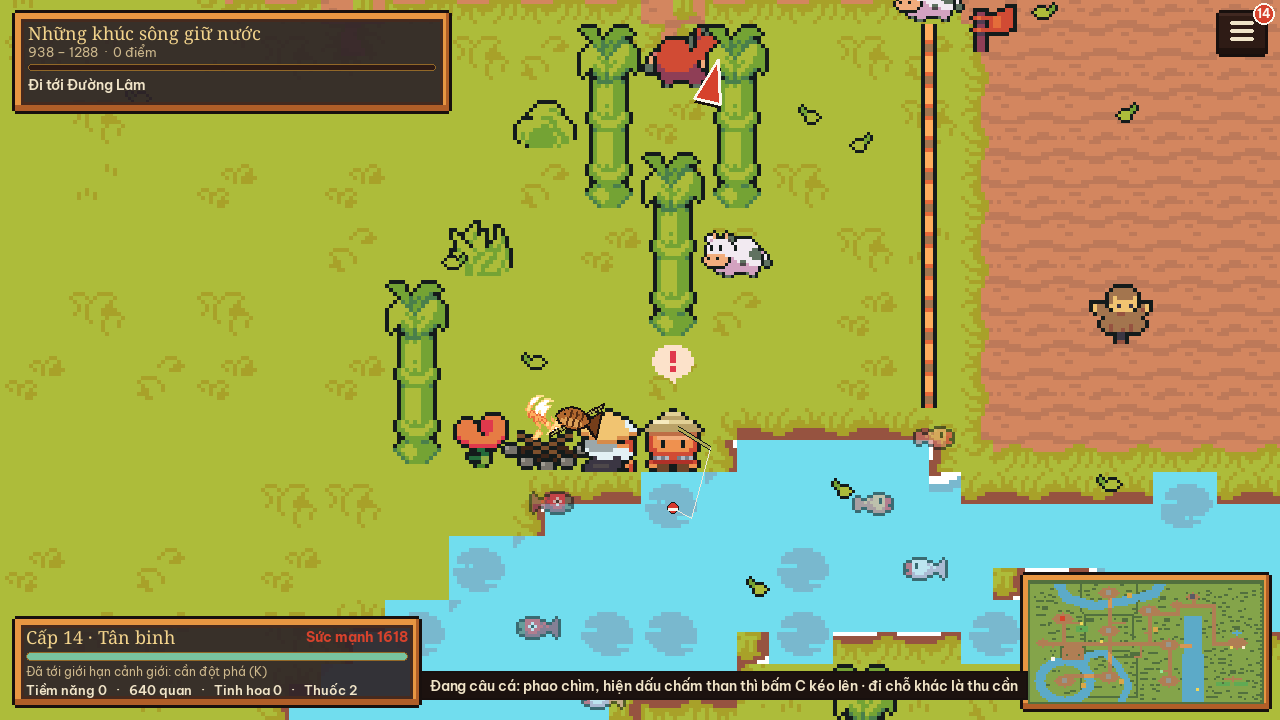 Những khúc sông giữ nước
938 – 1288 · 0 điểm
Đi tới Đường Lâm
14
!
Cấp 14 · Tân binh
Sức mạnh 1618
Đã tới giới hạn cảnh giới: cần đột phá (K)
Tiềm năng 0 · 640 quan · Tinh hoa 0 · Thuốc 2
Đang câu cá: phao chìm, hiện dấu chấm than thì bấm C kéo lên · đi chỗ khác là thu cần